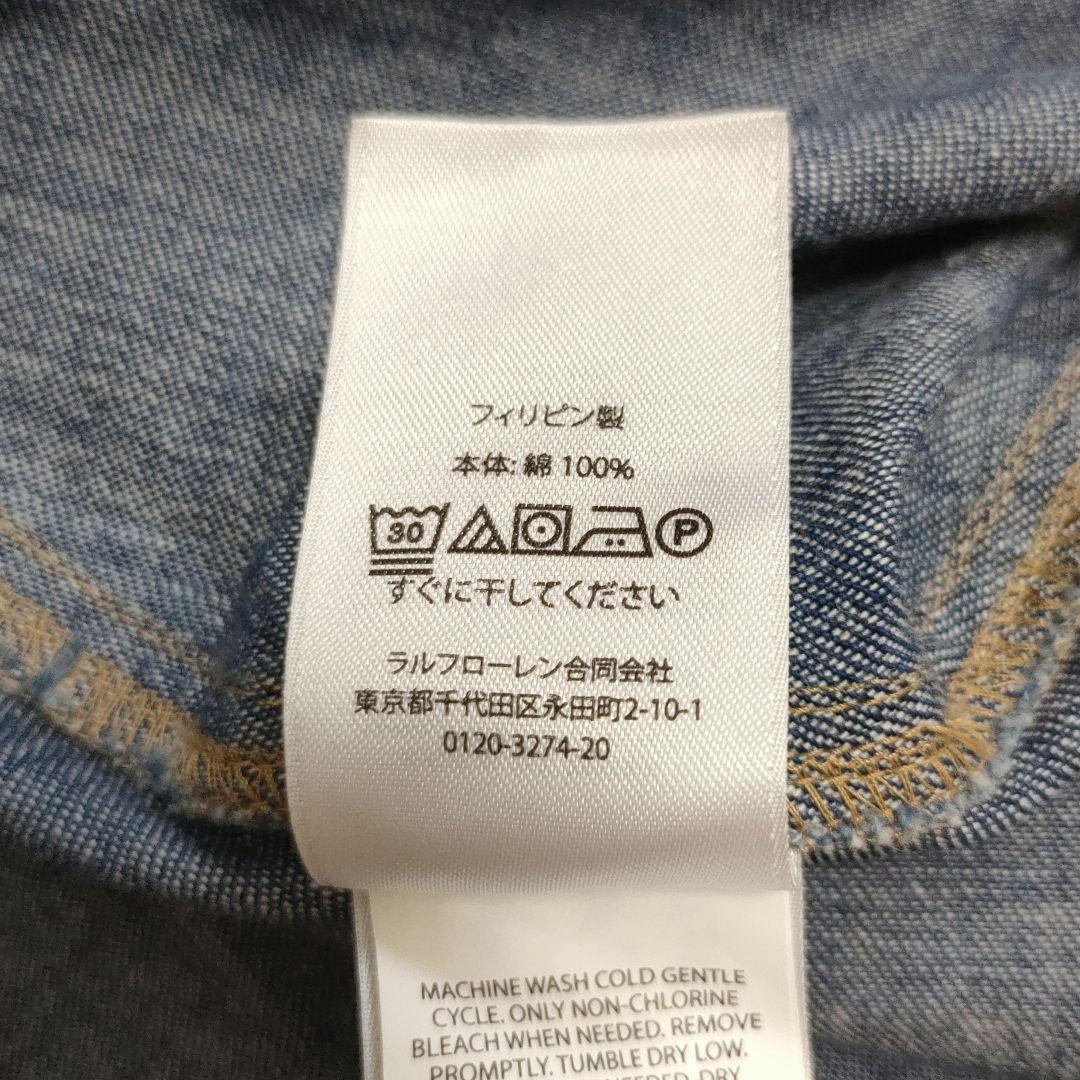 フィリピン製
本体: 綿 100%
30 P
すぐに干してください
ラルフローレン合同会社
東京都千代田区永田町2-10-1
0120-3274-20
MACHINE WASH COLD GENTLE
CYCLE. ONLY NON-CHLORINE
BLEACH WHEN NEEDED. REMOVE
PROMPTLY. TUMBLE DRY LOW.
NEEDED. DRY